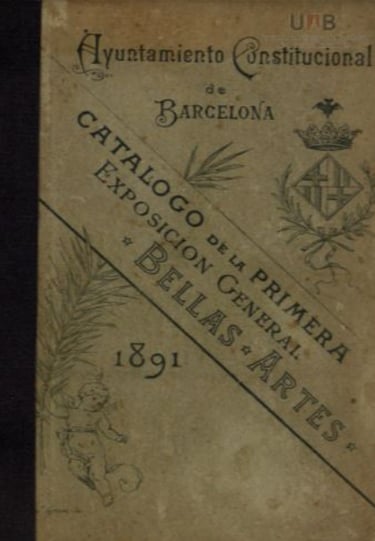 UAB
Ayuntamiento Constitucional
de
BARCELONA
CATALOGO DE LA PRIMERA
EXPOSICION GENERAL
* BELLAS * ARTES *
1891